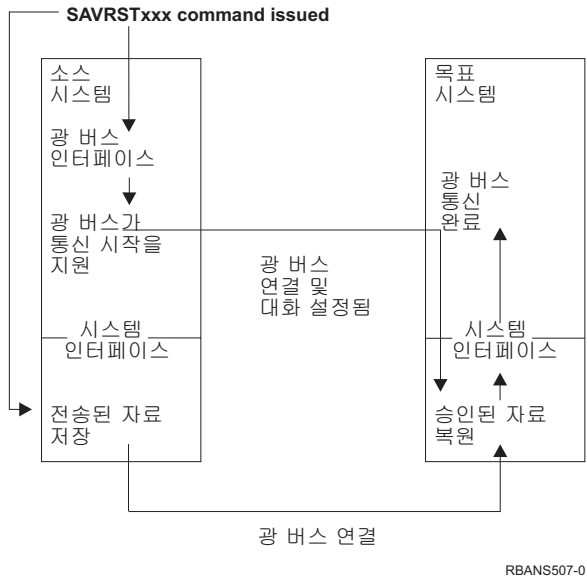 SAVRSTxxx command issued
소스
시스템
광 버스
인터페이스
광 버스가
통신 시작을
지원
시스템
인터페이스
전송된 자료
저장
광 버스
연결 및
대화 설정됨
목표
시스템
광 버스
통신
완료
시스템
인터페이스
승인된 자료
복원
광 버스 연결
RBANS507-0